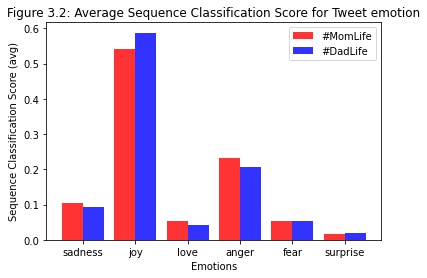 Figure 3.2: Average Sequence Classification Score for Tweet emotion
Sequence Classification Score (avg)
0.6
0.5
0.4
0.3
0.2
0.1
0.0
#MomLife
#DadLife
sadness joy love anger fear surprise
Emotions